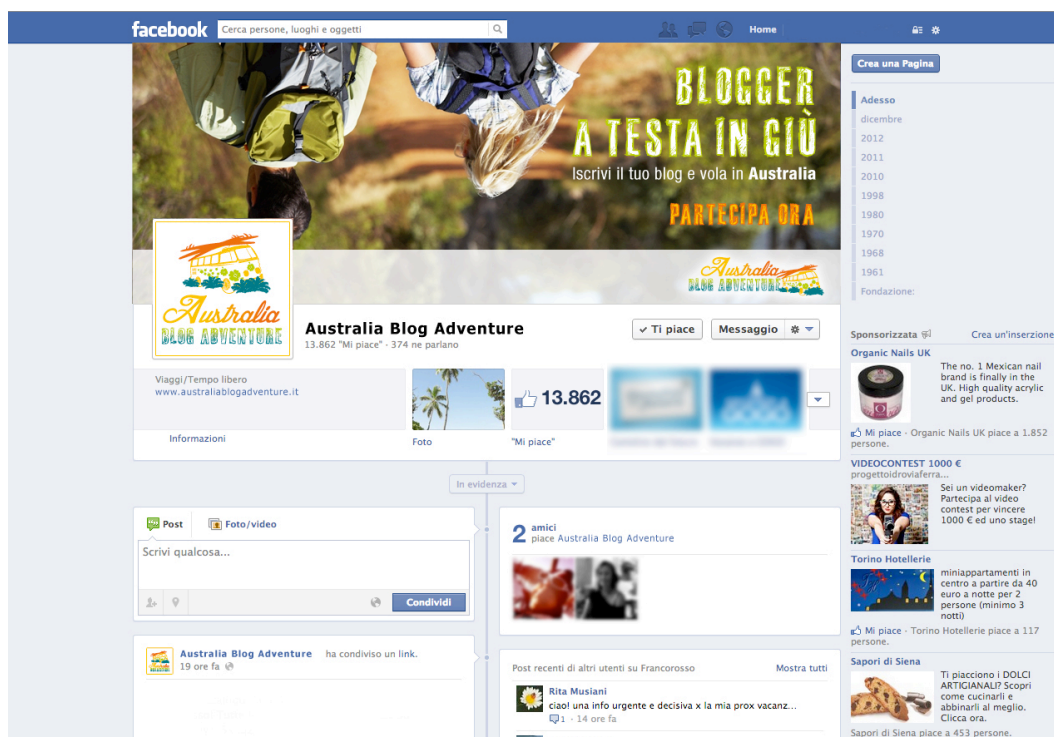 facebook
Cerca persone, luoghi e oggetti
Home
BLOGGER
A TESTA IN GIÙ
Iscrivi il tuo blog e vola in Australia
PARTECIPA ORA
Australia
BLOG ADVENTURE
Australia
BLOG ADVENTURE
Australia Blog Adventure
13.862 "Mi piace" · 374 ne parlano
Ti piace
Messaggio
Viaggi/Tempo libero
www.australiablogadventure.it
Informazioni
Foto
13.862
"Mi piace"
In evidenza
Post
Foto/video
Scrivi qualcosa...
Condividi
Australia Blog Adventure ha condiviso un link.
19 ore fa
2 amici
piace Australia Blog Adventure
Post recenti di altri utenti su Francorosso
Mostra tutti
Rita Musiani
ciao! una info urgente e decisiva x la mia prox vacanz...
1 · 14 ore fa
Crea una Pagina
Adesso
dicembre
2012
2011
2010
1998
1980
1970
1968
1961
Fondazione:
Sponsorizzata
Crea un'inserzione
Organic Nails UK
The no. 1 Mexican nail
brand is finally in the
UK. High quality acrylic
and gel products.
Mi piace · Organic Nails UK piace a 1.852
persone.
VIDEOCONTEST 1000 €
progettoidroviaferra...
Sei un videomaker?
Partecipa al video
contest per vincere
1000 € ed uno stage!
Torino Hotellerie
miniappartamenti in
centro a partire da 40
euro a notte per 2
persone (minimo 3
notti)
Mi piace · Torino Hotellerie piace a 117
persone.
Sapori di Siena
Ti piacciono i DOLCI
ARTIGIANALI? Scopri
come cucinarli e
abbinarli al meglio.
Clicca ora.
Sapori di Siena piace a 453 persone.